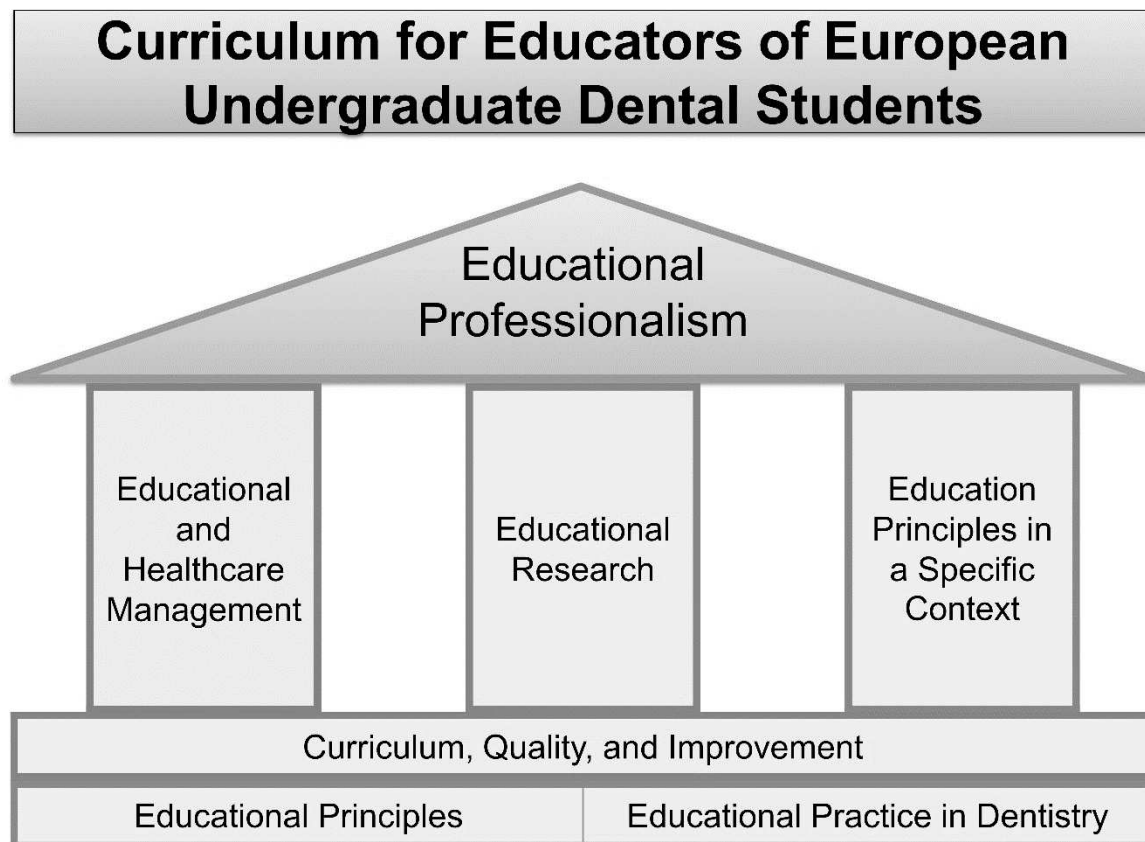 Curriculum for Educators of European
Undergraduate Dental Students
Educational
Professionalism
Educational
and
Healthcare
Management
Educational
Research
Education
Principles in
a Specific
Context
Curriculum, Quality, and Improvement
Educational Principles
Educational Practice in Dentistry